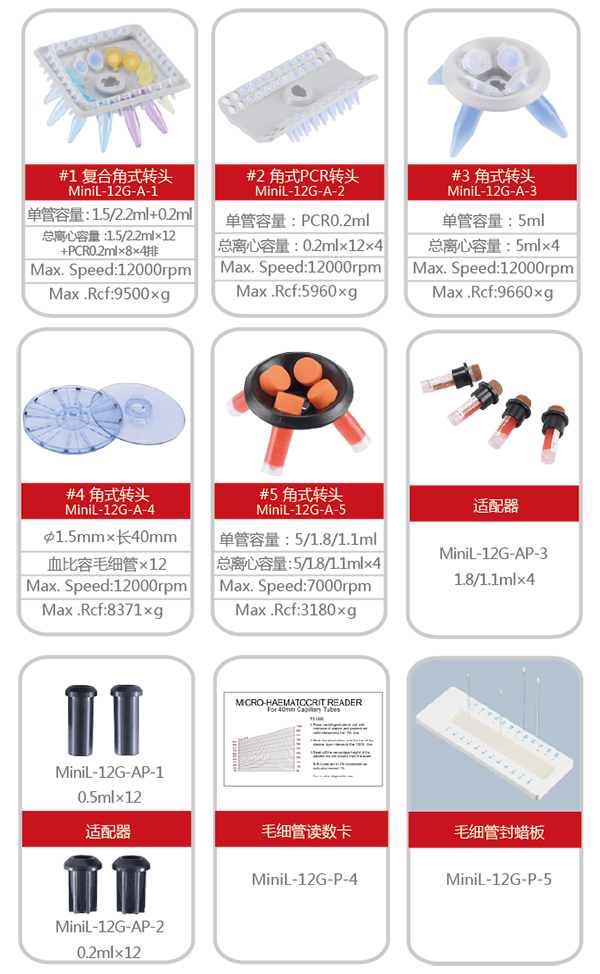 #1 复合角式转头
MiniL-12G-A-1
单管容量: 1.5/2.2ml+0.2ml
总离心容量 :1.5/2.2ml×12
+PCR0.2ml×8×4排
Max. Speed:12000rpm
Max .Rcf:9500×g
#2 角式PCR转头
MiniL-12G-A-2
单管容量：PCR0.2ml
总离心容量：0.2ml×12×4
Max. Speed:12000rpm
Max .Rcf:5960×g
#3 角式转头
MiniL-12G-A-3
单管容量：5ml
总离心容量：5ml×4
Max. Speed:12000rpm
Max .Rcf:9660×g
#4 角式转头
MiniL-12G-A-4
φ1.5mm×长40mm
血比容毛细管×12
Max. Speed:12000rpm
Max .Rcf:8371×g
#5 角式转头
MiniL-12G-A-5
单管容量：5/1.8/1.1ml
总离心容量: 5/1.8/1.1ml×4
Max. Speed:7000rpm
Max .Rcf:3180×g
适配器
MiniL-12G-AP-3
1.8/1.1ml×4
MiniL-12G-AP-1
0.5ml×12
适配器
MiniL-12G-AP-2
0.2ml×12
MICRO-HAEMATOCRIT READER
For 40mm Capillary Tubes
TO USE:
毛细管读数卡
MiniL-12G-P-4
毛细管封蜡板
MiniL-12G-P-5